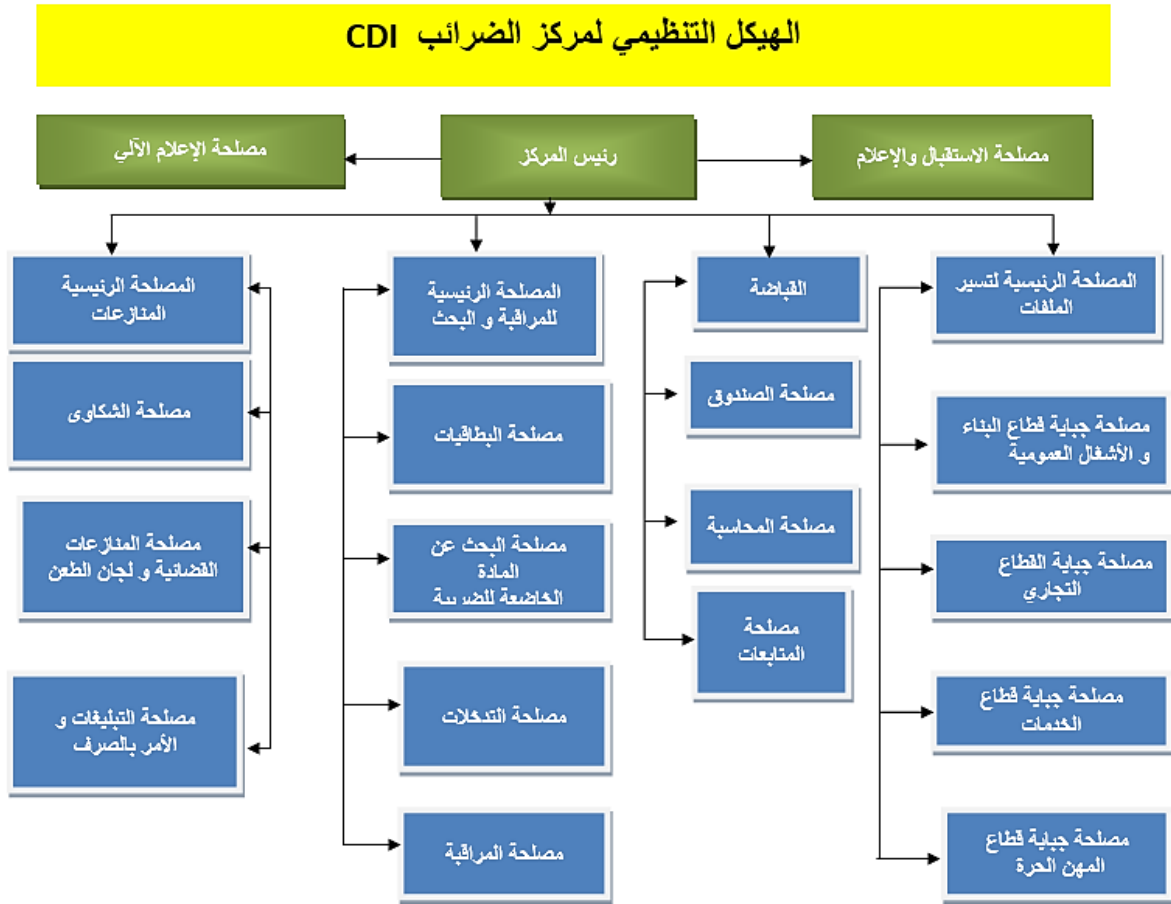 الهيكل التنظيمي لمركز الضرائب CDI
مصلحة الاستقبال والإعلام
رئيس المركز
مصلحة الإعلام الآلي
المصلحة الرئيسية لتسير
الملفات
مصلحة جباية قطاع البناء
و الأشغال العمومية
مصلحة جباية القطاع
التجاري
مصلحة جباية قطاع
الخدمات
مصلحة جباية قطاع
المهن الحرة
القباضة
مصلحة الصندوق
مصلحة المحاسبة
مصلحة
المتابعات
المصلحة الرئيسية
للمراقبة و البحث
مصلحة البطاقيات
مصلحة البحث عن
المادة
الخاضعة للضريبة
مصلحة التدخلات
مصلحة المراقبة
المصلحة الرئيسية
المنازعات
مصلحة الشكاوى
مصلحة المنازعات
القضائية و لجان الطعن
مصلحة التبليغات و
الأمر بالصرف